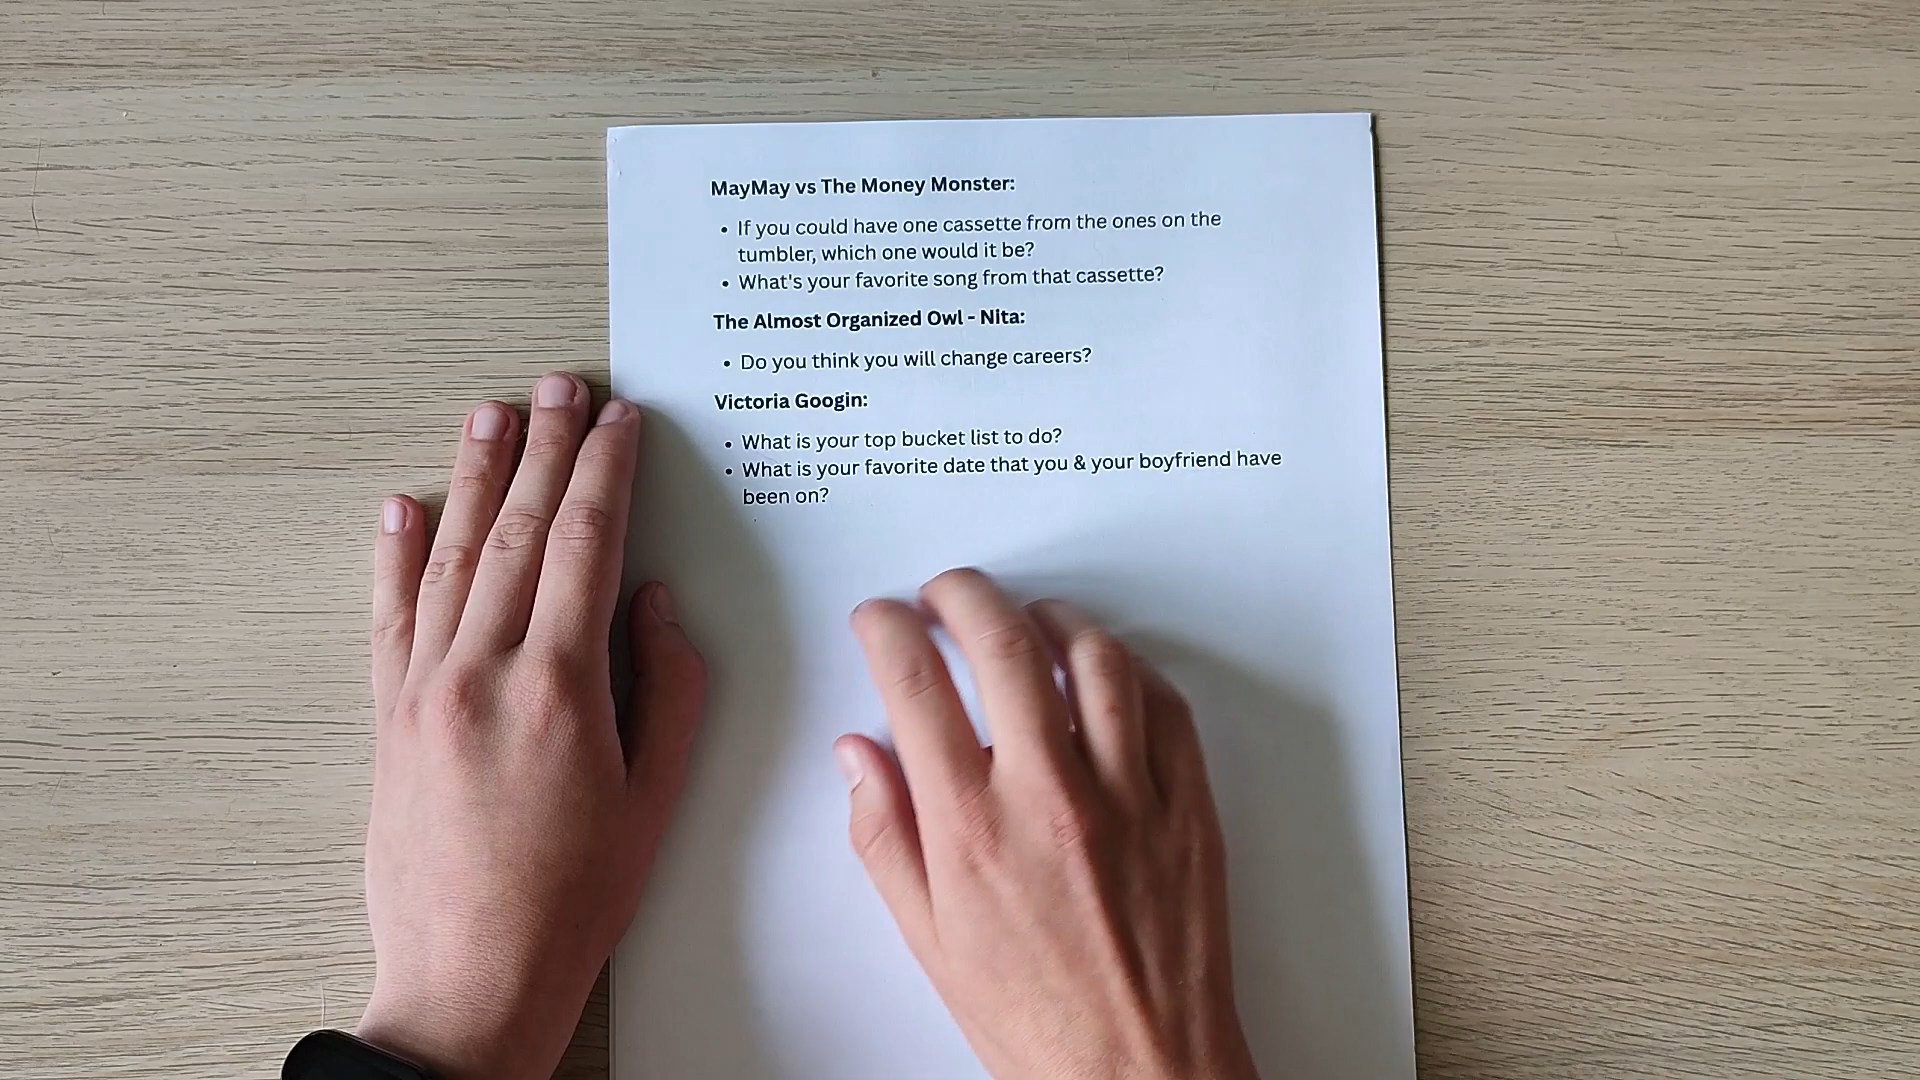 MayMay vs The Money Monster:
• If you could have one cassette from the ones on the
tumbler, which one would it be?
• What's your favorite song from that cassette?
The Almost Organized Owl - Nita:
• Do you think you will change careers?
Victoria Googin:
• What is your top bucket list to do?
• What is your favorite date that you & your boyfriend have
been on?